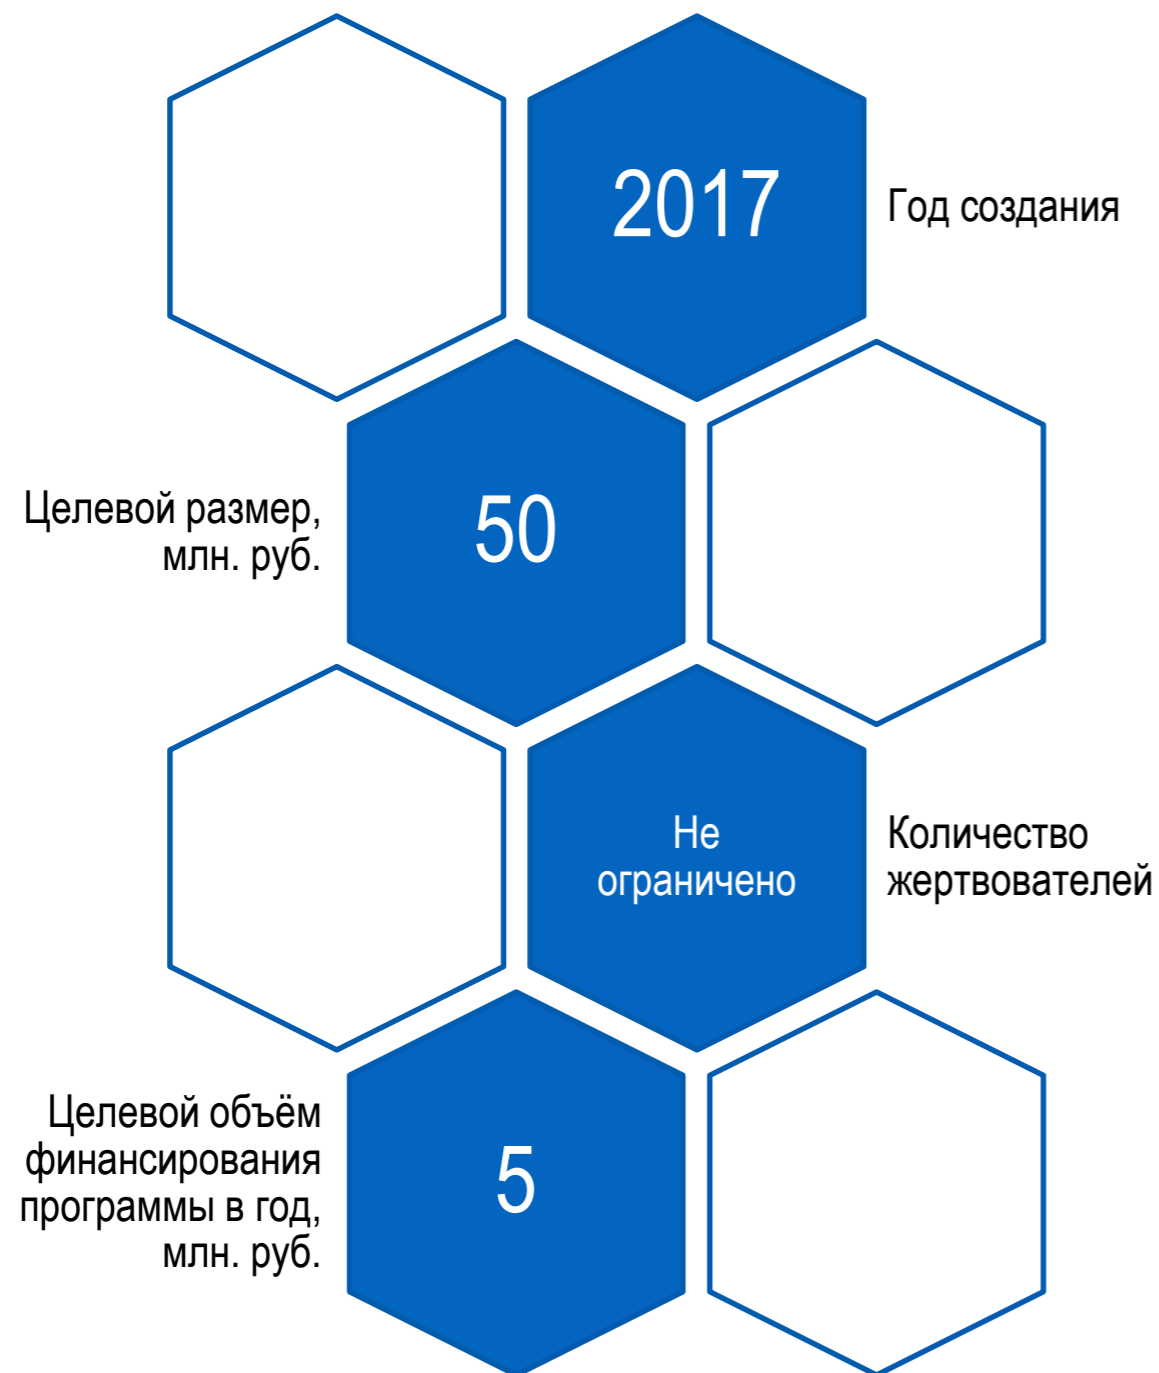 2017
Год создания
Целевой размер,
млн. руб.
50
Не
ограничено
Количество
жертвователей
Целевой объём
финансирования
программы в год,
млн. руб.
5